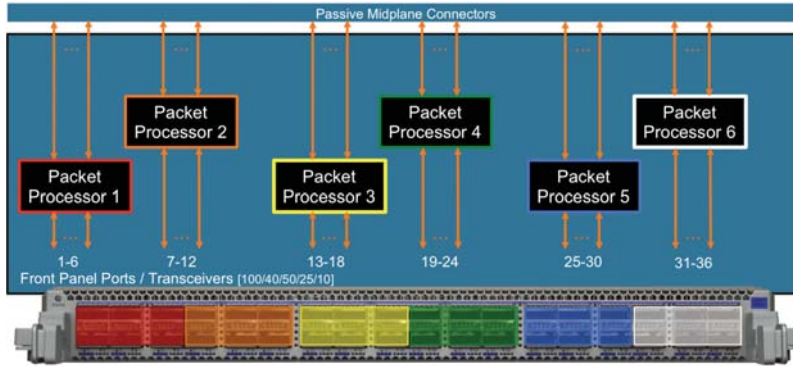 Passive Midplane Connectors
Packet
Processor 2
Packet
Processor 4
Packet
Processor 6
Packet
Processor 1
Packet
Processor 3
Packet
Processor 5
1-6
7-12
13-18
19-24
25-30
31-36
Front Panel Ports / Transceivers [100/40/50/25/10]